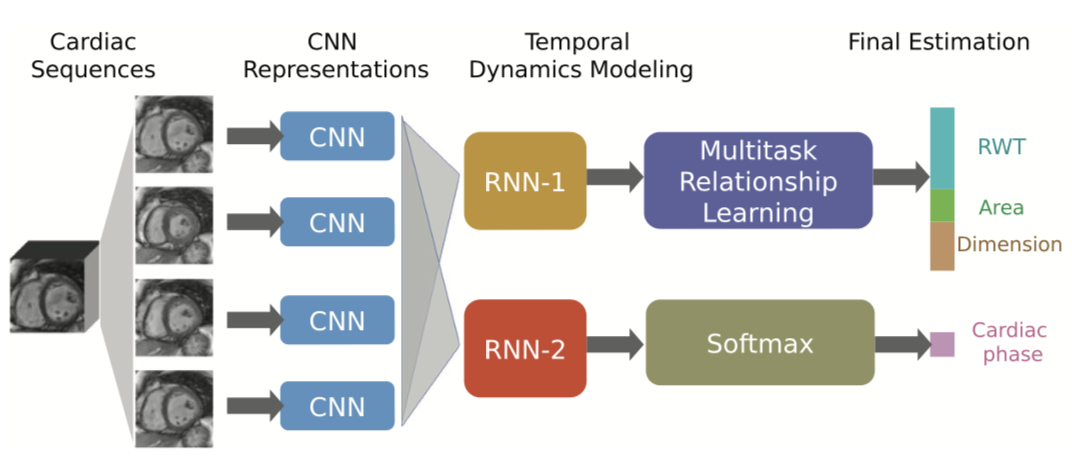 Cardiac
Sequences
CNN
Representations
Temporal
Dynamics Modeling
Final Estimation
CNN
CNN
CNN
CNN
RNN-1
Multitask
Relationship
Learning
RWT
Area
Dimension
RNN-2
Softmax
Cardiac
phase